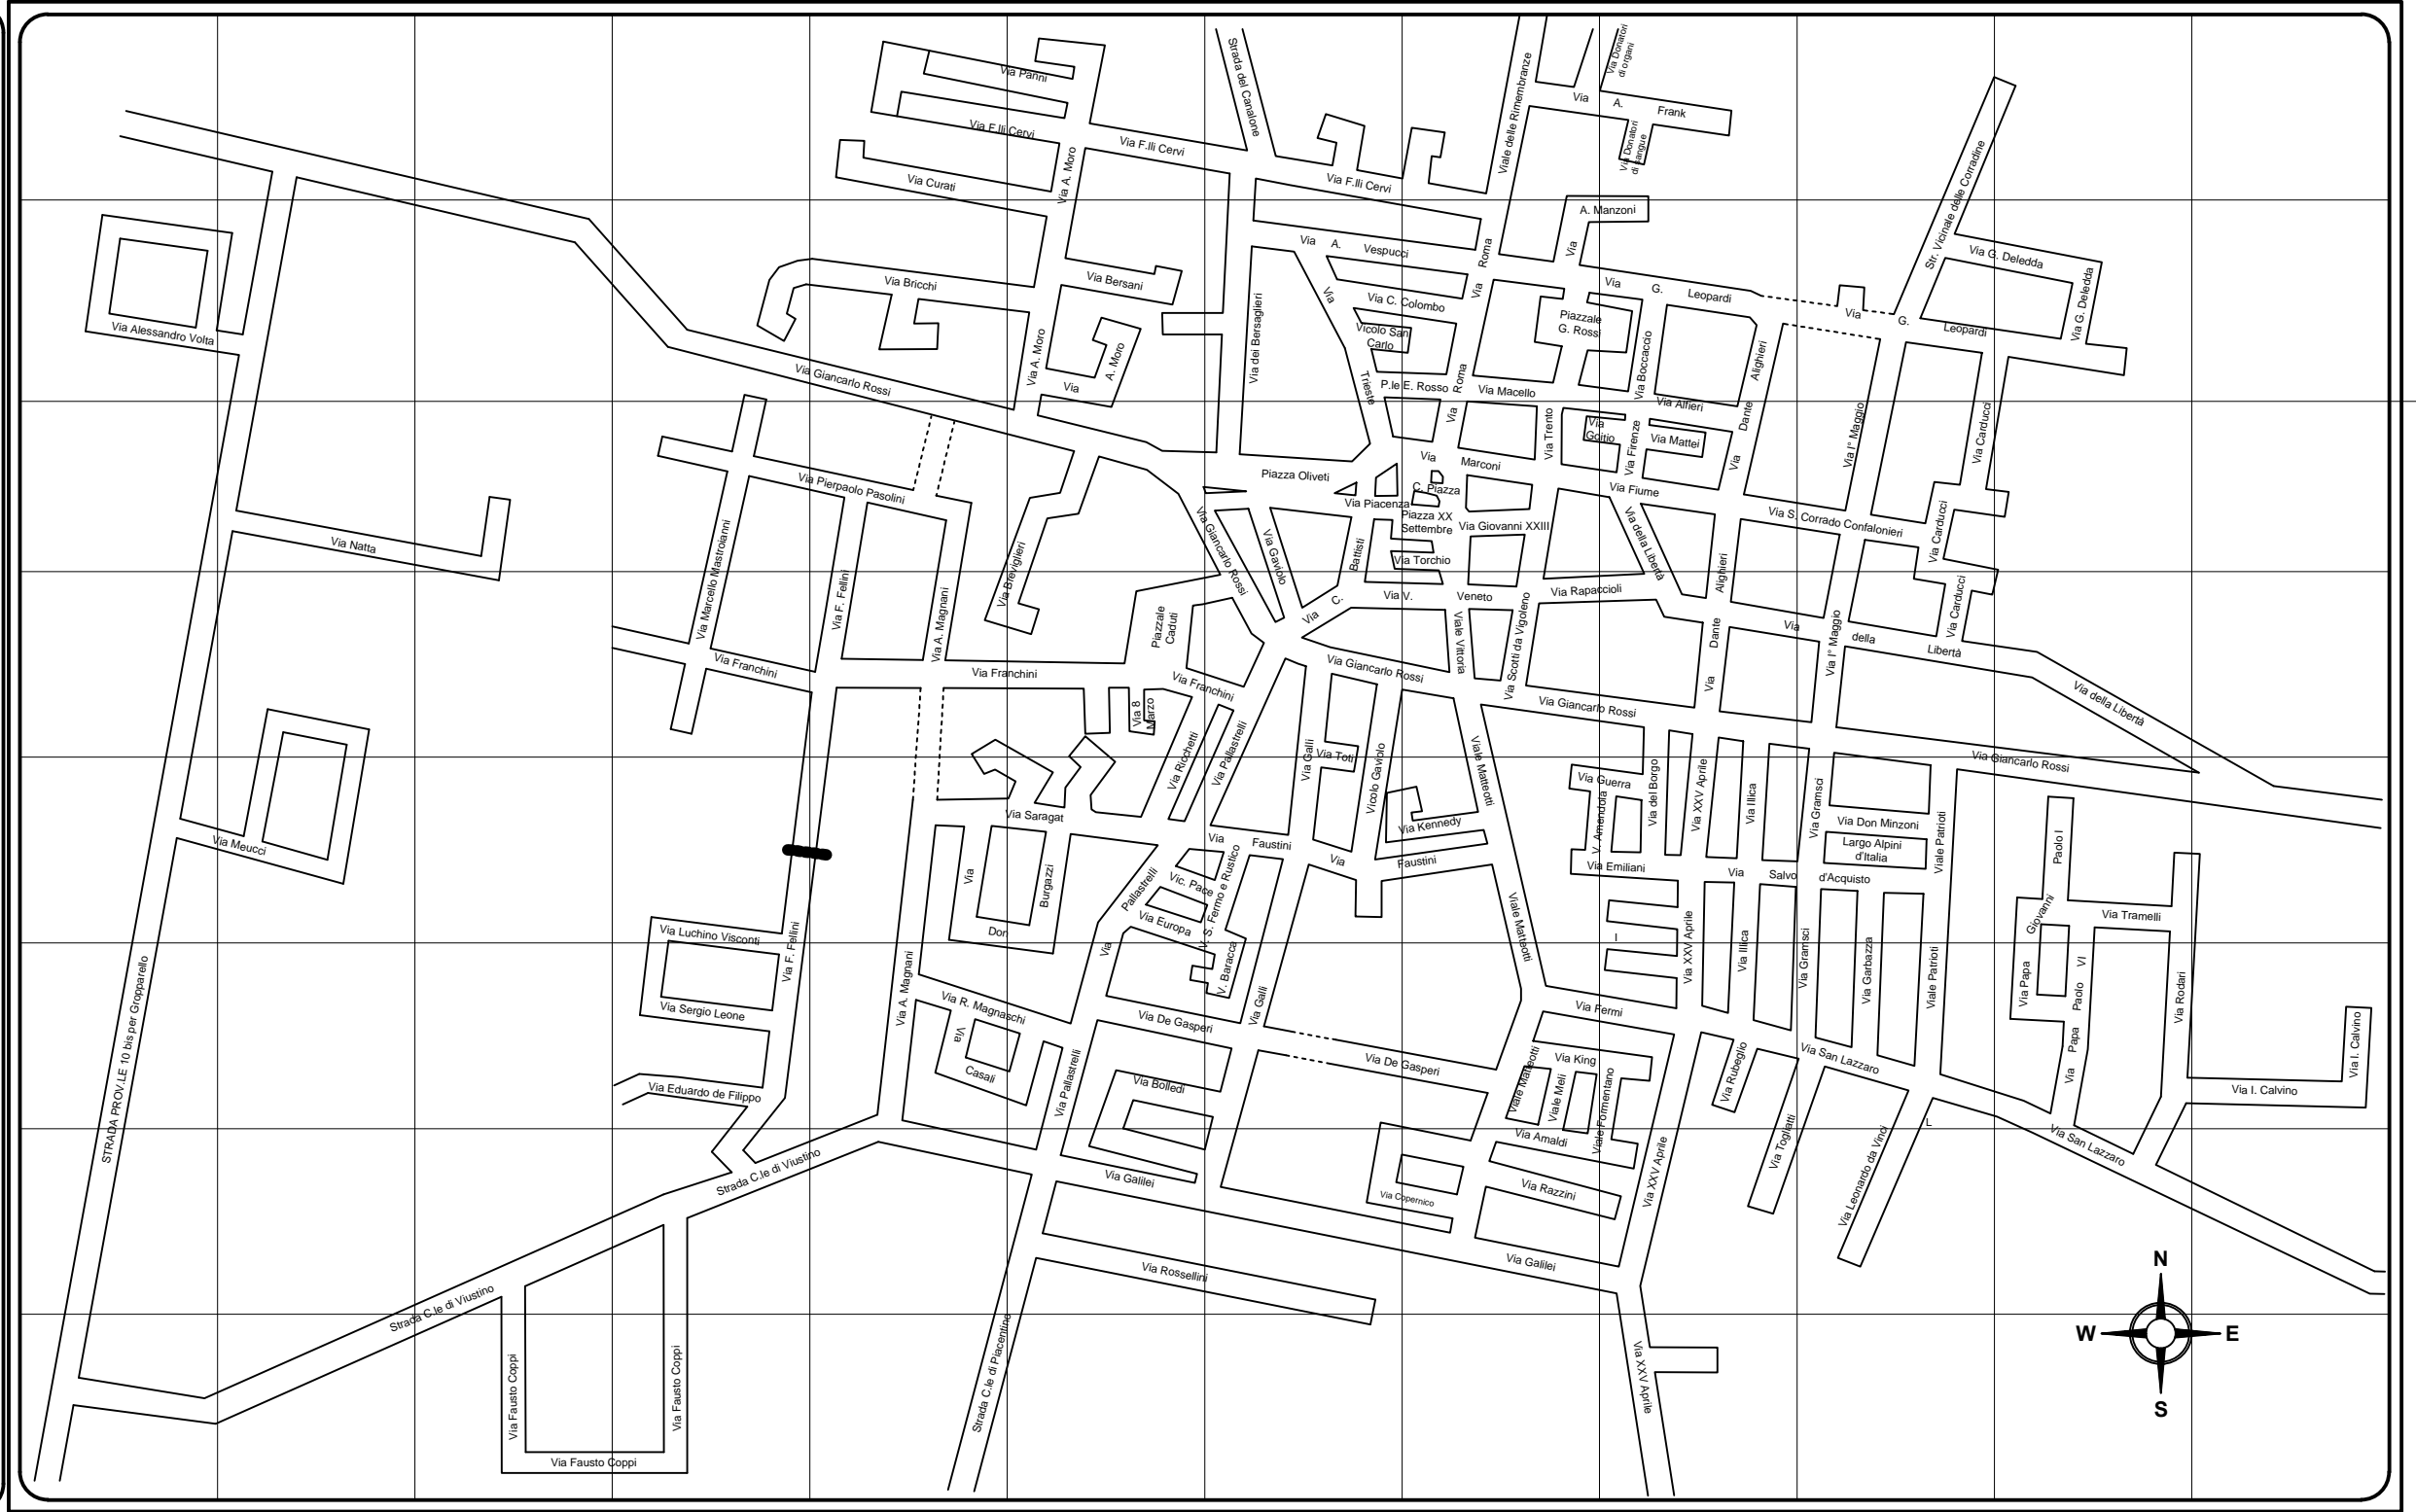 Via Panni
Via F.lli Cervi
Via F.lli Cervi
Via F.lli Cervi
Strada del Canalone
Viale delle Rimembranze
Via Donatori
di organi
Via A. Frank
Via Donatori
di sangue
Via Curati
Via A. Moro
Via A. Manzoni
Str. Vicinale delle Corradine
Via G. Deledda
Via G. Deledda
Via A. Vespucci
Via Roma
Via Bricchi
Via Bersani
Via C. Colombo
Via G. Leopardi
Via G. Leopardi
Via Alessandro Volta
Via dei Bersaglieri
Via Trieste
Vicolo San
Carlo
Piazzale
G. Rossi
Via Boccaccio
Via Dante Alighieri
Via A. Moro
Via A. Moro
Via Giancarlo Rossi
P.le E. Rosso
Via Roma
Via Macello
Via Alfieri
Via I° Maggio
Via Carducci
Via Trento
Via
Goitio
Via Firenze
Via Mattei
Via Marconi
Piazza Oliveti
C. Piazza
Via Piacenza
Via Fiume
Via Pierpaolo Pasolini
Piazza XX
Settembre
Via Giovanni XXIII
Via della Libertà
Via S. Corrado Confalonieri
Via Carducci
Via Natta
Via Marcello Mastroianni
Via Giancarlo Rossi
Via Gaviolo
Via C. Battisti
Via Torchio
Via Breviglieri
Via F. Fellini
Via A. Magnani
Via V. Veneto
Via Rapaccioli
Via Dante Alighieri
Via Carducci
Piazzale
Caduti
Viale Vittoria
Via Scotti da Vigoleno
Via I° Maggio
Via della Libertà
Via Franchini
Via Franchini
Via Franchini
Via Giancarlo Rossi
Via Giancarlo Rossi
Via della Libertà
Via 8
Marzo
Via Ricchetti
Via Pallastrelli
Via Galli
Via Toti
Vicolo Gaviolo
Viale Matteotti
Via Giancarlo Rossi
Via Guerra
V. Amendola
Via del Borgo
Via XXV Aprile
Via Illica
Via Gramsci
Via Don Minzoni
Viale Patrioti
Largo Alpini
d'Italia
Via Saragat
Via Kennedy
Via Faustini
Via Faustini
Via Emiliani
Via Salvo d'Acquisto
Via Meucci
Via Don Burgazzi
Via Pallastrelli
Vic. Pace
Via Europa
V. S. Fermo e Rustico
V. Baracca
Viale Matteotti
I
Via XXV Aprile
Via Illica
Via Gramsci
Via Garbazza
Viale Patrioti
Via Papa Giovanni Paolo I
Via Tramelli
Via Papa Paolo VI
Via Rodari
Via I. Calvino
Via I. Calvino
Via Luchino Visconti
Via F. Fellini
Via Sergio Leone
Via Eduardo de Filippo
Via A. Magnani
Via R. Magnaschi
Via Casali
Via De Gasperi
Via Galli
Via De Gasperi
Via Fermi
Via King
Viale Matteotti
Viale Meli
Viale Formentano
Via Amaldi
Via Rubeglio
Via San Lazzaro
Via Togliatti
Via Leonardo da Vinci
L
Via San Lazzaro
Via Pallastrelli
Via Bolledi
Via Galilei
Via Copernico
Via Razzini
Via XXV Aprile
Via Galilei
Via Rossellini
STRADA PROV.LE 10 bis per Gropparello
Strada C.le di Viustino
Strada C.le di Viustino
Via Fausto Coppi
Via Fausto Coppi
Via Fausto Coppi
Strada C.le di Piacentino
Via XXV Aprile
N
W
E
S